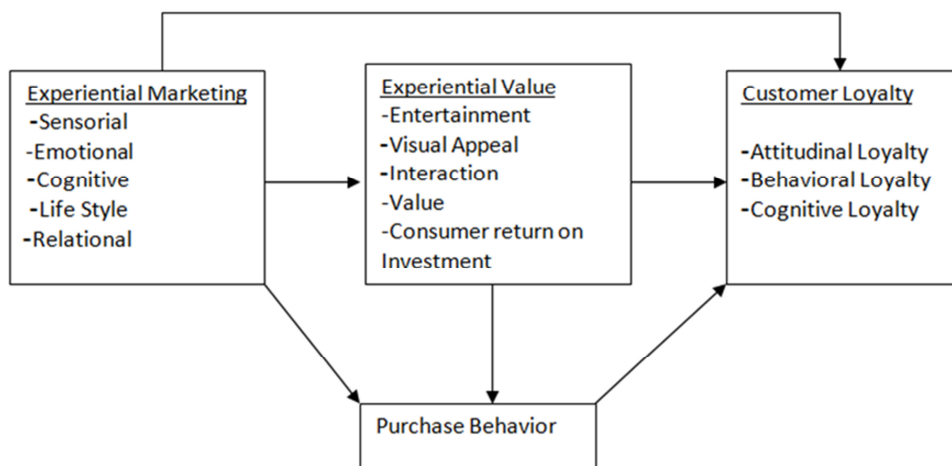 Experiential Marketing
-Sensorial
-Emotional
-Cognitive
-Life Style
-Relational
Experiential Value
-Entertainment
-Visual Appeal
-Interaction
-Value
-Consumer return on
Investment
Customer Loyalty
-Attitudinal Loyalty
-Behavioral Loyalty
-Cognitive Loyalty
Purchase Behavior